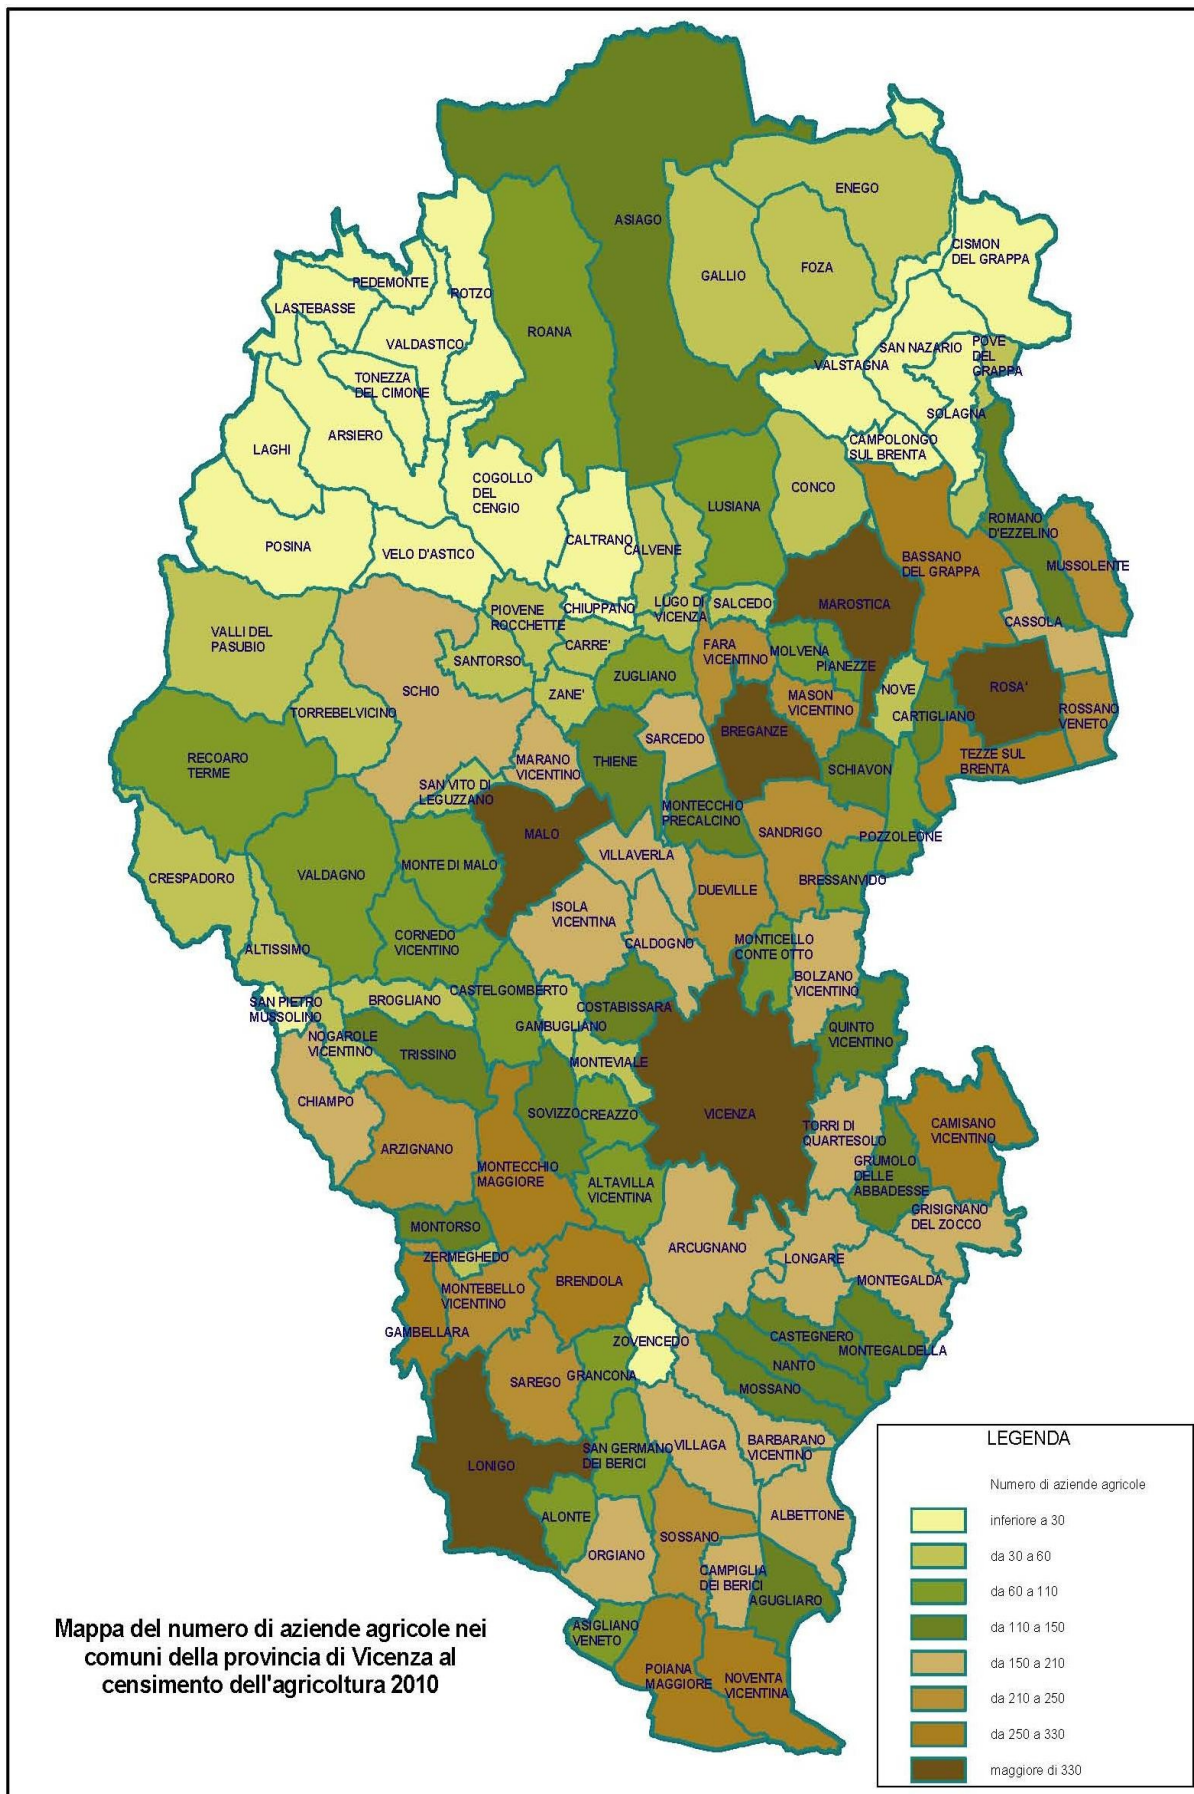 ENEGO
ASIAGO
CISMON
DEL GRAPPA
GALLIO
FOZA
PEDEMONTE
ROTZO
LASTEBASSE
ROANA
VALDASTICO
SAN NAZARIO
POVE
DEL
GRAPPA
VALSTAGNA
TONEZZA
DEL CIMONE
SOLAGNA
ARSIERO
LAGHI
CAMPOLONGO
SUL BRENTA
COGOLLO
DEL
CENGIO
CONCO
LUSIANA
ROMANO
D'EZZELINO
POSINA
VELO D'ASTICO
CALTRANO
CALVENE
BASSANO
DEL GRAPPA
MUSSOLENTE
PIOVENE
ROCCHETTE
CHIUPPANO
LUGO DI
VICENZA
SALCEDO
MAROSTICA
CASSOLA
VALLI DEL
PASUBIO
SANTORSO
CARRE'
FARA
VICENTINO
MOLVENA
PIANEZZE
ZUGLIANO
SCHIO
ZANE'
MASON
VICENTINO
NOVE
ROSA'
TORREBELVICINO
CARTIGLIANO
ROSSANO
VENETO
BREGANZE
SARCEDO
RECOARO
TERME
MARANO
VICENTINO
THIENE
SCHIAVON
TEZZE SUL
BRENTA
SAN VITO DI
LEGUZZANO
MONTECCHIO
PRECALCINO
MALO
SANDRIGO
POZZOLEONE
VILLAVERLA
MONTE DI MALO
VALDAGNO
CRESPADORO
DUEVILLE
BRESSANVIDO
ISOLA
VICENTINA
CORNEDO
VICENTINO
CALDOGNO
MONTICELLO
CONTE OTTO
ALTISSIMO
BOLZANO
VICENTINO
CASTELGOMBERTO
BROGLIANO
SAN PIETRO
MUSSOLINO
COSTABISSARA
GAMBUGLIANO
QUINTO
VICENTINO
NOGAROLE
VICENTINO
TRISSINO
MONTEVIALE
CHIAMPO
SOVIZZO
CREAZZO
VICENZA
TORRI DI
QUARTESOLO
CAMISANO
VICENTINO
ARZIGNANO
MONTECCHIO
MAGGIORE
GRUMOLO
DELLE
ABBADESSE
ALTAVILLA
VICENTINA
GRISIGNANO
DEL ZOCCO
MONTORSO
ARCUGNANO
ZERMEGHEDO
LONGARE
MONTEGALDA
BRENDOLA
MONTEBELLO
VICENTINO
GAMBELLARA
ZOVENCEDO
CASTEGNERO
MONTEGALDELLA
NANTO
GRANCONA
SAREGO
MOSSANO
BARBARANO
VICENTINO
VILLAGA
SAN GERMANO
DEI BERICI
LONIGO
ALONTE
ALBETTONE
SOSSANO
ORGIANO
CAMPIGLIA
DEI BERICI
AGUGLIARO
ASIGLIANO
VENETO
POIANA
MAGGIORE
NOVENTA
VICENTINA
Mappa del numero di aziende agricole nei
comuni della provincia di Vicenza al
censimento dell'agricoltura 2010
LEGENDA
Numero di aziende agricole
inferiore a 30
da 30 a 60
da 60 a 110
da 110 a 150
da 150 a 210
da 210 a 250
da 250 a 330
maggiore di 330